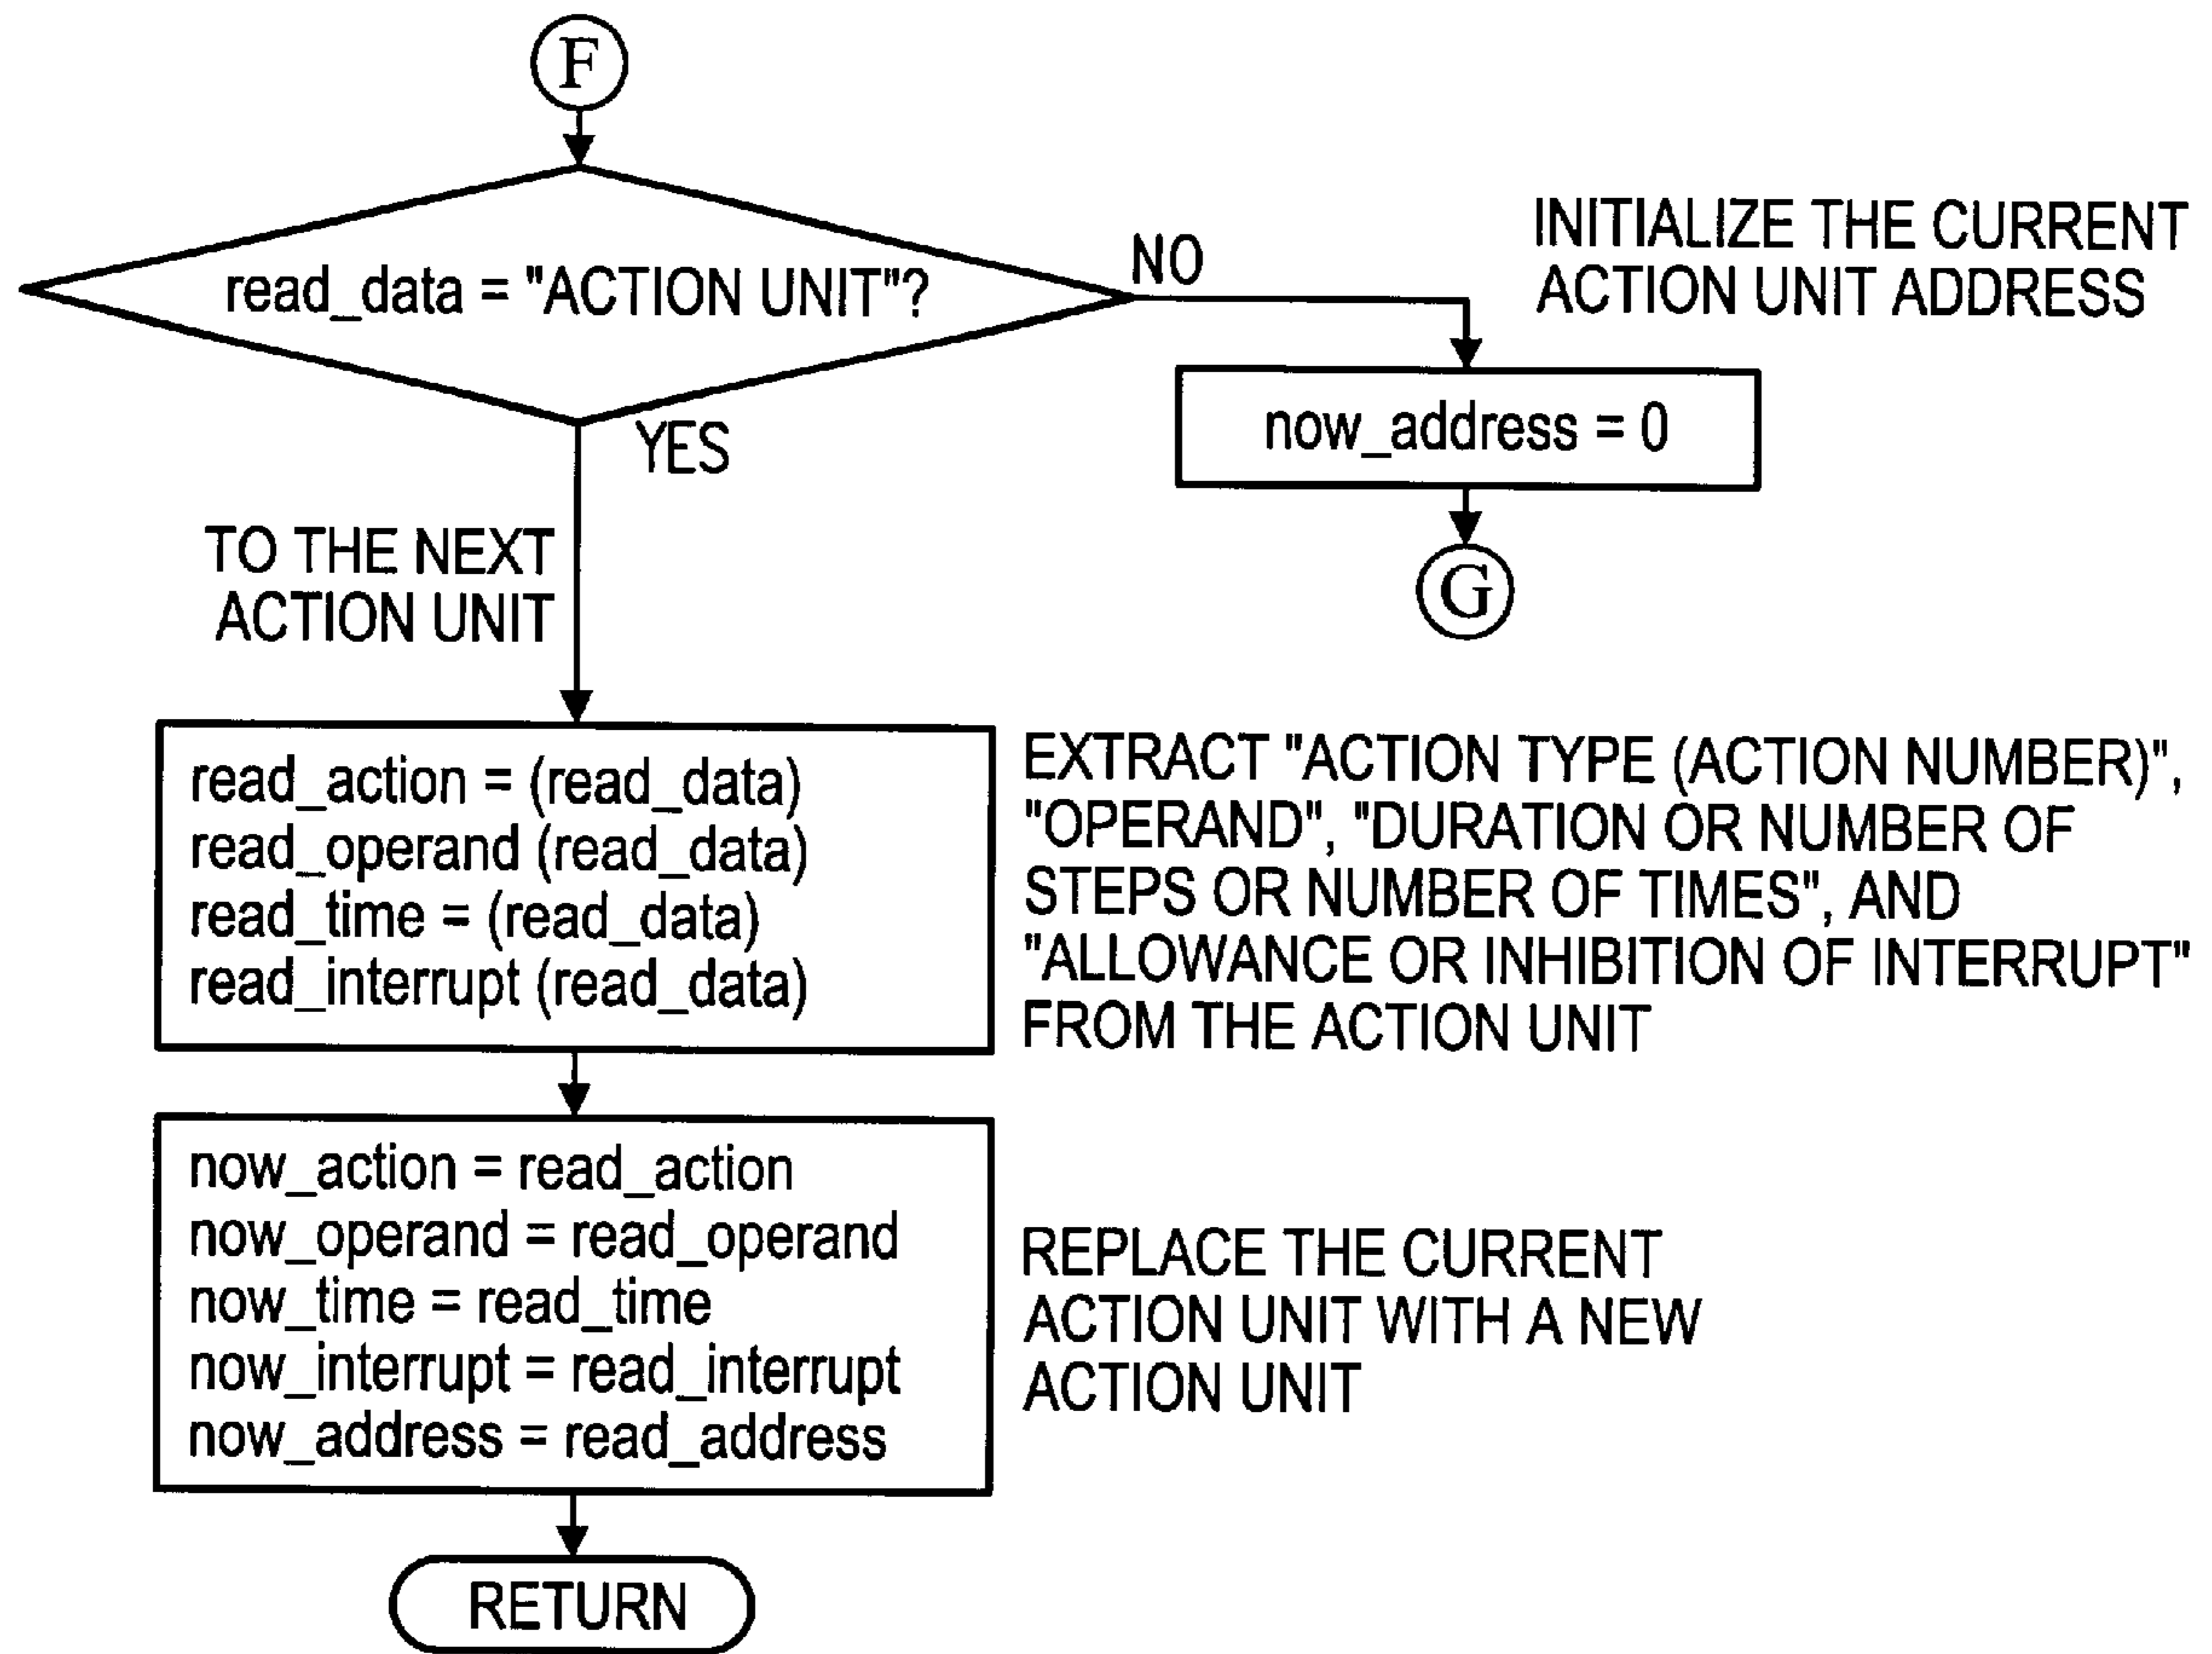 F
read_data = "ACTION UNIT"?
NO
INITIALIZE THE CURRENT
ACTION UNIT ADDRESS
now_address = 0
G
YES
TO THE NEXT
ACTION UNIT
read_action = (read_data)
read_operand (read_data)
read_time = (read_data)
read_interrupt (read_data)
EXTRACT "ACTION TYPE (ACTION NUMBER)",
"OPERAND", "DURATION OR NUMBER OF
STEPS OR NUMBER OF TIMES", AND
"ALLOWANCE OR INHIBITION OF INTERRUPT"
FROM THE ACTION UNIT
now_action = read_action
now_operand = read_operand
now_time = read_time
now_interrupt = read_interrupt
now_address = read_address
REPLACE THE CURRENT
ACTION UNIT WITH A NEW
ACTION UNIT
RETURN